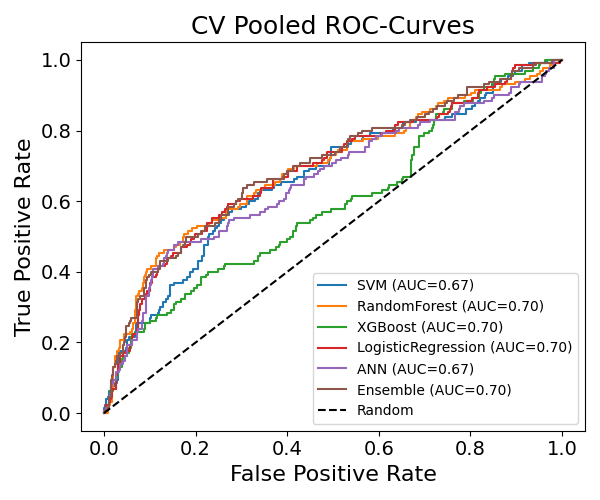 CV Pooled ROC-Curves
True Positive Rate
1.0
0.8
0.6
0.4
0.2
0.0
SVM (AUC=0.67)
RandomForest (AUC=0.70)
XGBoost (AUC=0.70)
LogisticRegression (AUC=0.70)
ANN (AUC=0.67)
Ensemble (AUC=0.70)
Random
0.0 0.2 0.4 0.6 0.8 1.0
False Positive Rate